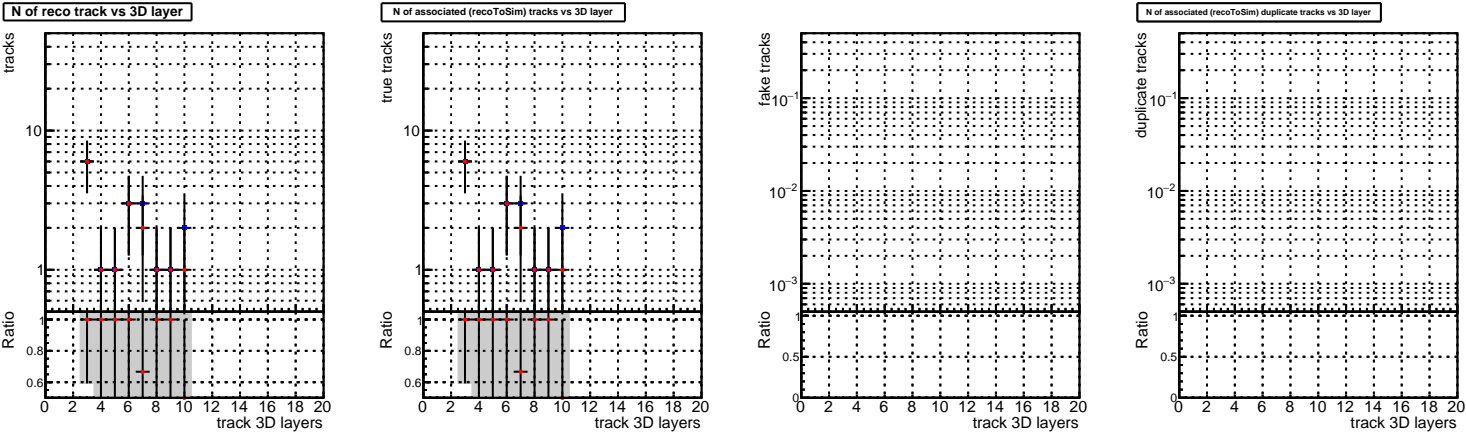 N of reco track vs 3D layer
tracks
10
1
Ratio
1
0.8
0.6
0 2 4 6 8 10 12 14 16 18 20
track 3D layers
N of associated (recoToSim) tracks vs 3D layer
true tracks
10
1
Ratio
1
0.8
0.6
0 2 4 6 8 10 12 14 16 18 20
track 3D layers
fake tracks
10−1
10−2
10−3
Ratio
1
0.5
0
0 2 4 6 8 10 12 14 16 18 20
track 3D layers
N of associated (recoToSim) duplicate tracks vs 3D layer
duplicate tracks
10−1
10−2
10−3
Ratio
1
0.5
0
0 2 4 6 8 10 12 14 16 18 20
track 3D layers